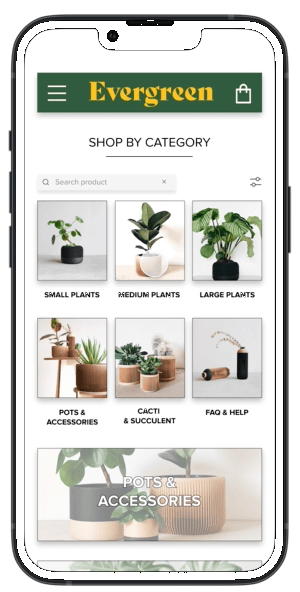 Evergreen
SHOP BY CATEGORY
Search product
SMALL PLANTS
MEDIUM PLANTS
LARGE PLANTS
POTS &
ACCESSORIES
CACTI
& SUCCULENT
FAQ & HELP
POTS &
ACCESSORIES